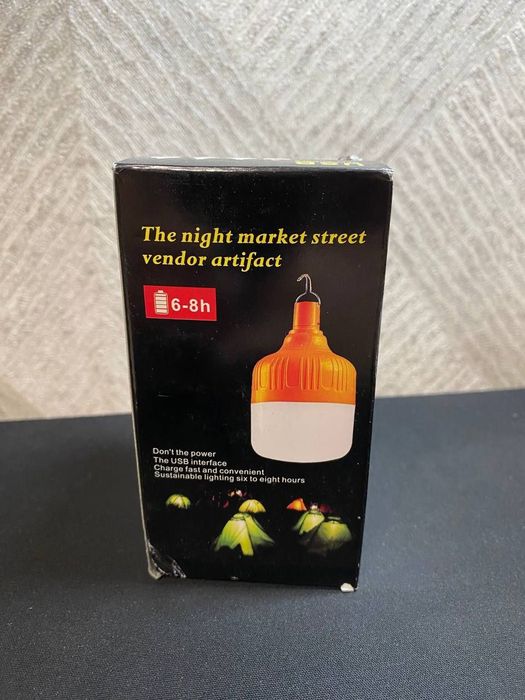 The night market street
vendor artifact
6-8h
Don't the power
The USB interface
Charge fast and convenient
Sustainable lighting six to eight hours